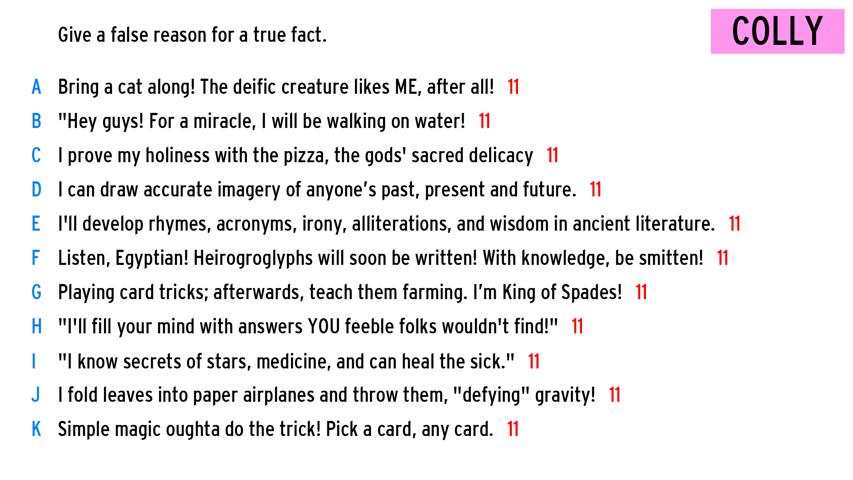 Give a false reason for a true fact.
COLLY
A Bring a cat along! The deific creature likes ME, after all! 11
B "Hey guys! For a miracle, I will be walking on water! 11
C I prove my holiness with the pizza, the gods' sacred delicacy 11
D I can draw accurate imagery of anyone’s past, present and future. 11
E I'll develop rhymes, acronyms, irony, alliterations, and wisdom in ancient literature. 11
F Listen, Egyptian! Heirogroglyphs will soon be written! With knowledge, be smitten! 11
G Playing card tricks; afterwards, teach them farming. I’m King of Spades! 11
H "I'll fill your mind with answers YOU feeble folks wouldn't find!" 11
I "I know secrets of stars, medicine, and can heal the sick." 11
J I fold leaves into paper airplanes and throw them, "defying" gravity! 11
K Simple magic oughta do the trick! Pick a card, any card. 11